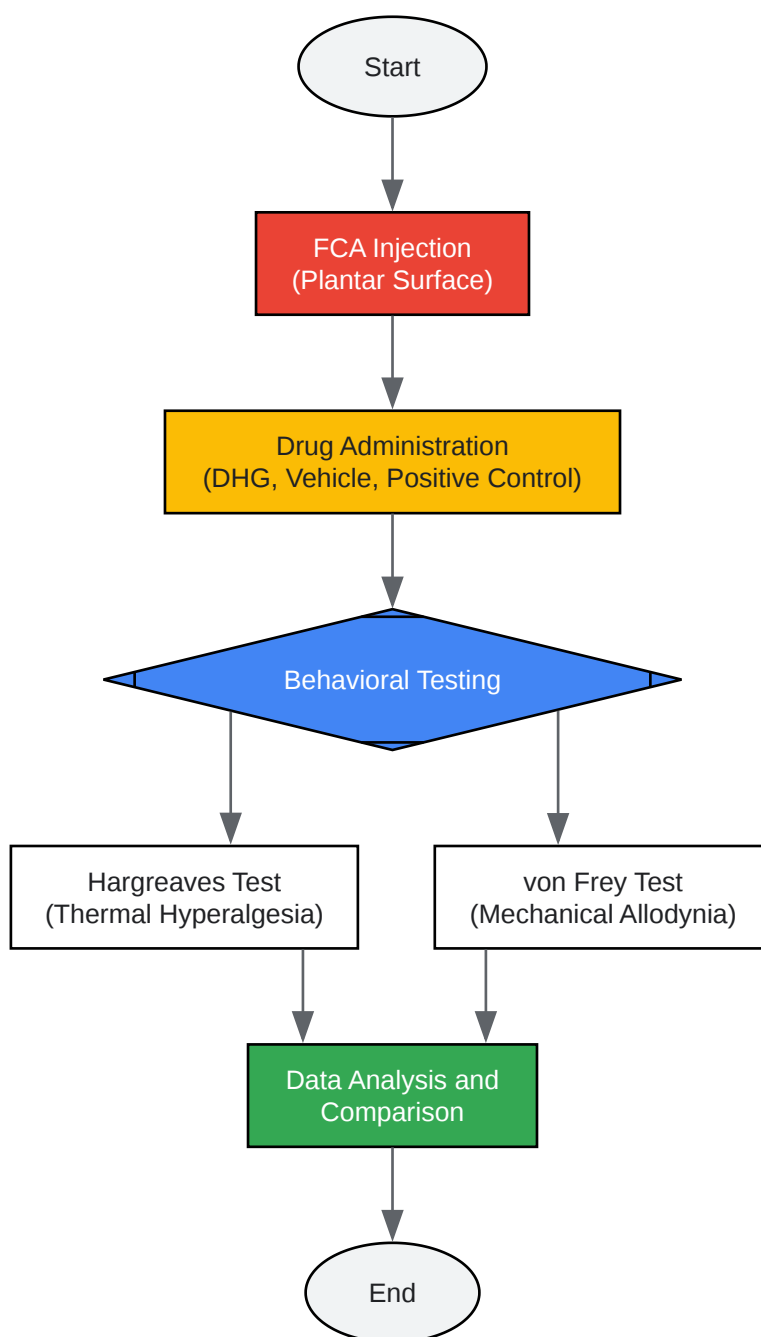 Start
FCA Injection
(Plantar Surface)
Drug Administration
(DHG, Vehicle, Positive Control)
Behavioral Testing
Hargreaves Test
(Thermal Hyperalgesia)
von Frey Test
(Mechanical Allodynia)
Data Analysis and
Comparison
End